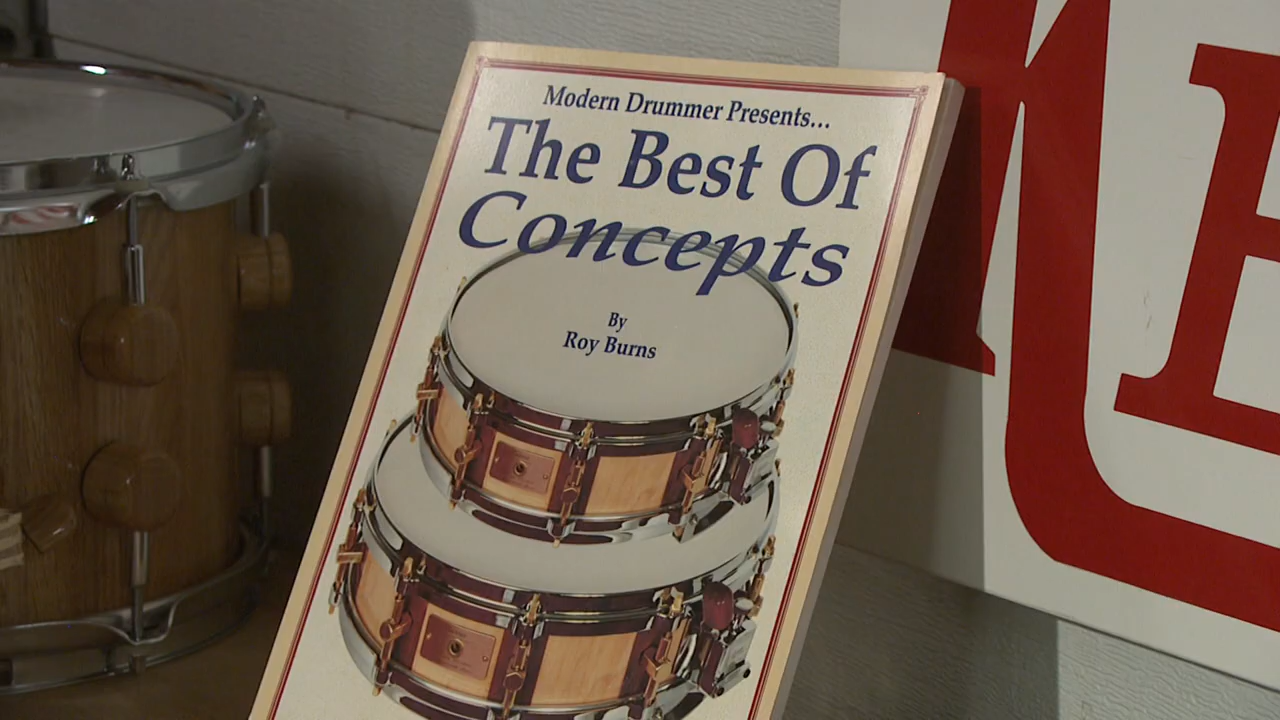 Modern Drummer Presents...
The Best Of
Concepts
By
Roy Burns